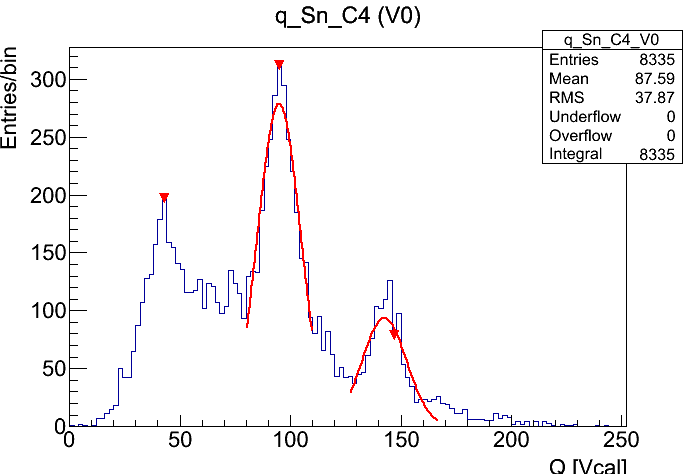 q_Sn_C4 (V0)
q_Sn_C4_V0
Entries 8335
Mean 87.59
RMS 37.87
Underflow 0
Overflow 0
Integral 8335
Entries/bin
300
250
200
150
100
50
0
0 50 100 150 200 250
Q [Vcal]